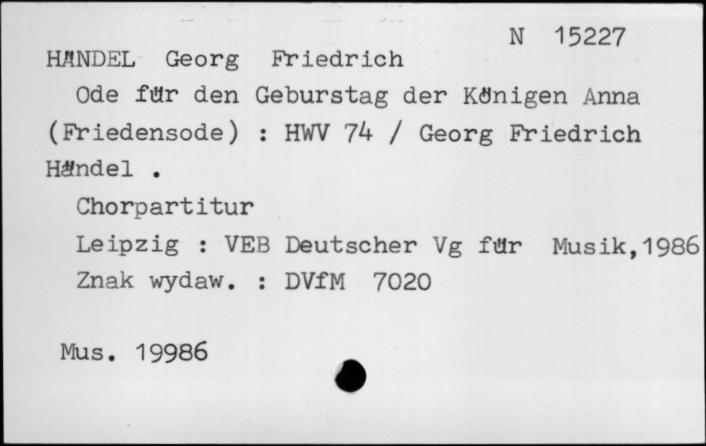 N 15227
HÄNDEL Georg Friedrich
Ode für den Geburstag der Königen Anna
(Friedensode) : HWV 74 / Georg Friedrich
Händel .
Chorpartitur
Leipzig : VEB Deutscher Vg für Musik,1986
Znak wydaw. : DVfM 7020
Mus. 19986